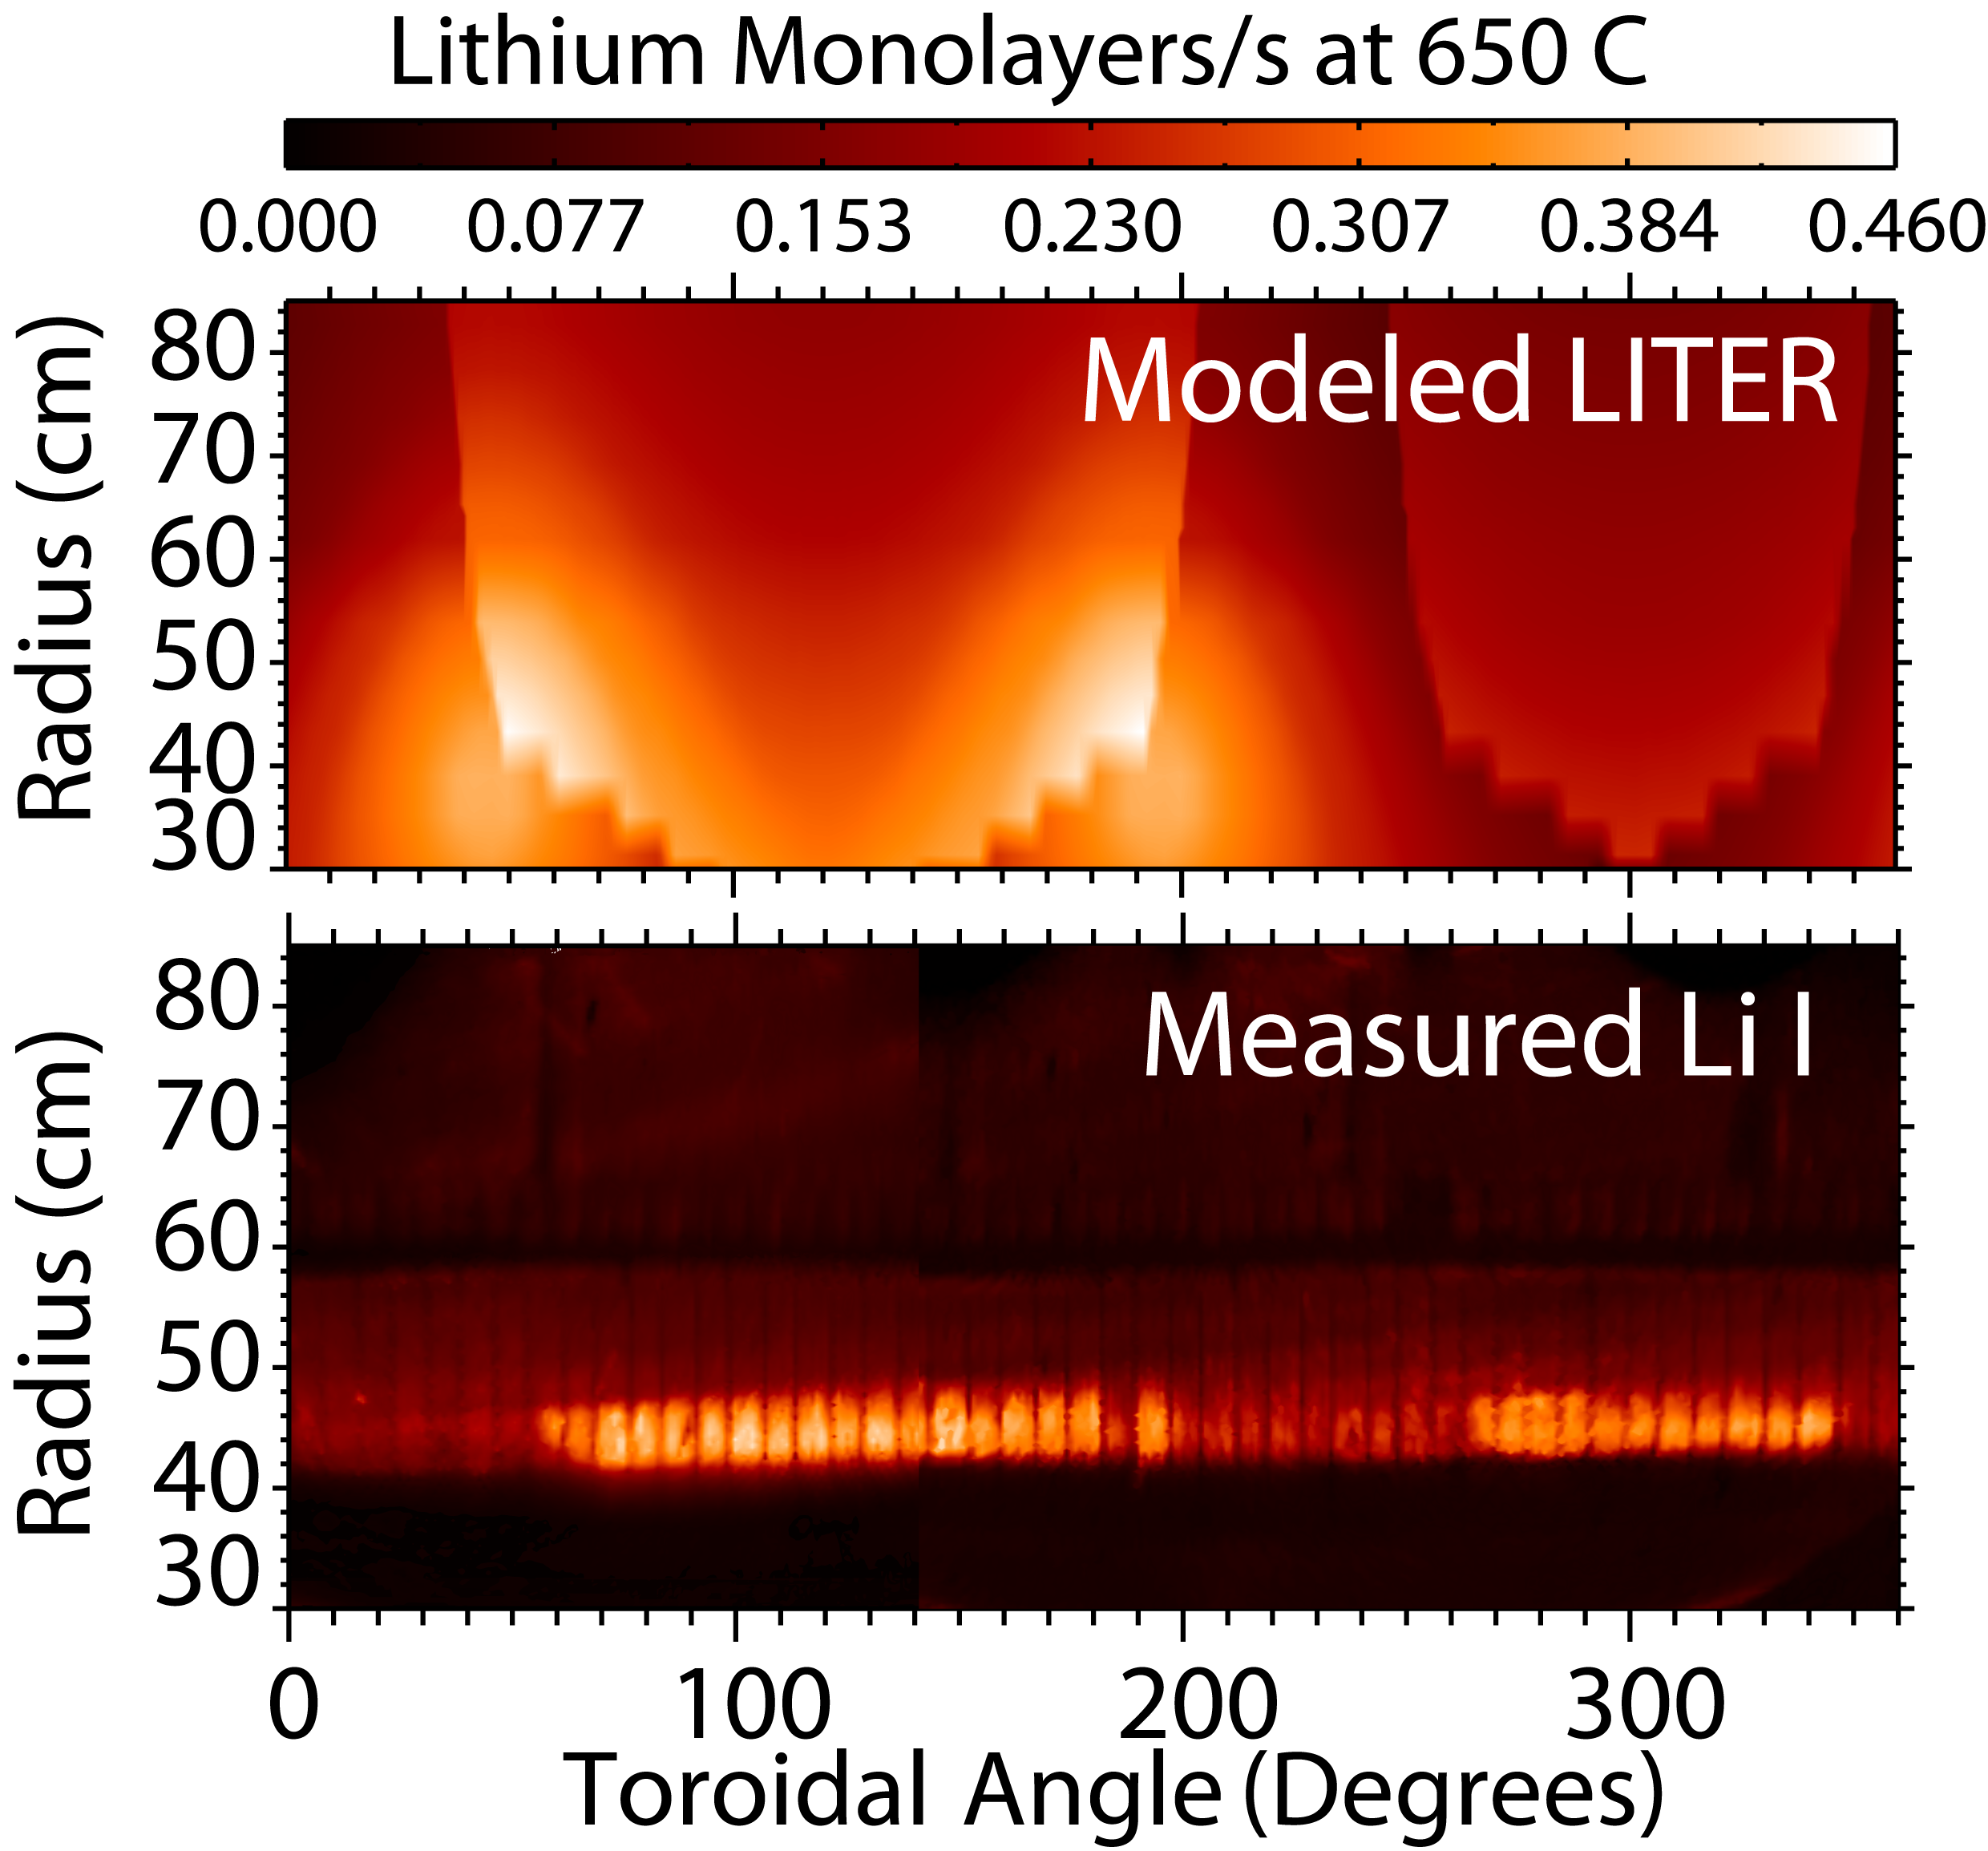 Lithium Monolayers/s at 650 C
0.000 0.077 0.153 0.230 0.307 0.384 0.460
Modeled LITER
Radius (cm)
80
70
60
50
40
30
Measured Li I
Radius (cm)
80
70
60
50
40
30
0 100 200 300
Toroidal Angle (Degrees)